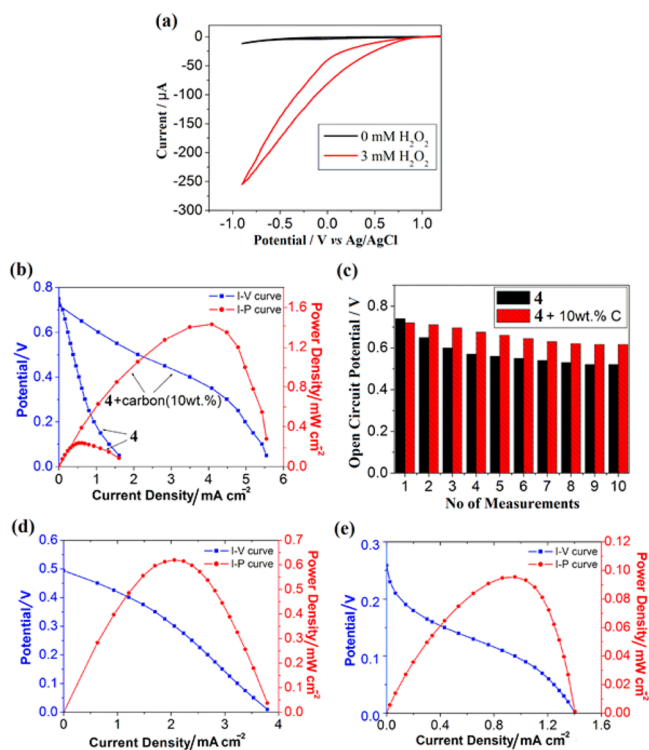 (a)
0
-50
-100
-150
-200
-250
-300
Current / μA
0 mM H₂O₂
3 mM H₂O₂
-1.0 -0.5 0.0 0.5 1.0
Potential / V vs Ag/AgCl
(b)
I-V curve
I-P curve
0.8
0.6
0.4
0.2
0.0
Potential/V
1.6
1.2
0.8
0.4
0.0
Power Density/ mW cm⁻²
4+carbon(10wt.%)
4
0 1 2 3 4 5 6
Current Density/mA cm⁻²
(c)
4
4 + 10wt.% C
0.8
0.6
0.4
0.2
0.0
Open Circuit Potential / V
1 2 3 4 5 6 7 8 9 10
No of Measurements
(d)
I-V curve
I-P curve
0.6
0.5
0.4
0.3
0.2
0.1
0.0
Potential/V
0.7
0.6
0.5
0.4
0.3
0.2
0.1
0.0
Power Density/ mW cm⁻²
0 1 2 3 4
Current Density/mA cm⁻²
(e)
I-V curve
I-P curve
0.3
0.2
0.1
0.0
Potential/V
0.12
0.10
0.08
0.06
0.04
0.02
0.00
Power Density/ mW cm⁻²
0.0 0.4 0.8 1.2 1.6
Current Density/mA cm⁻²